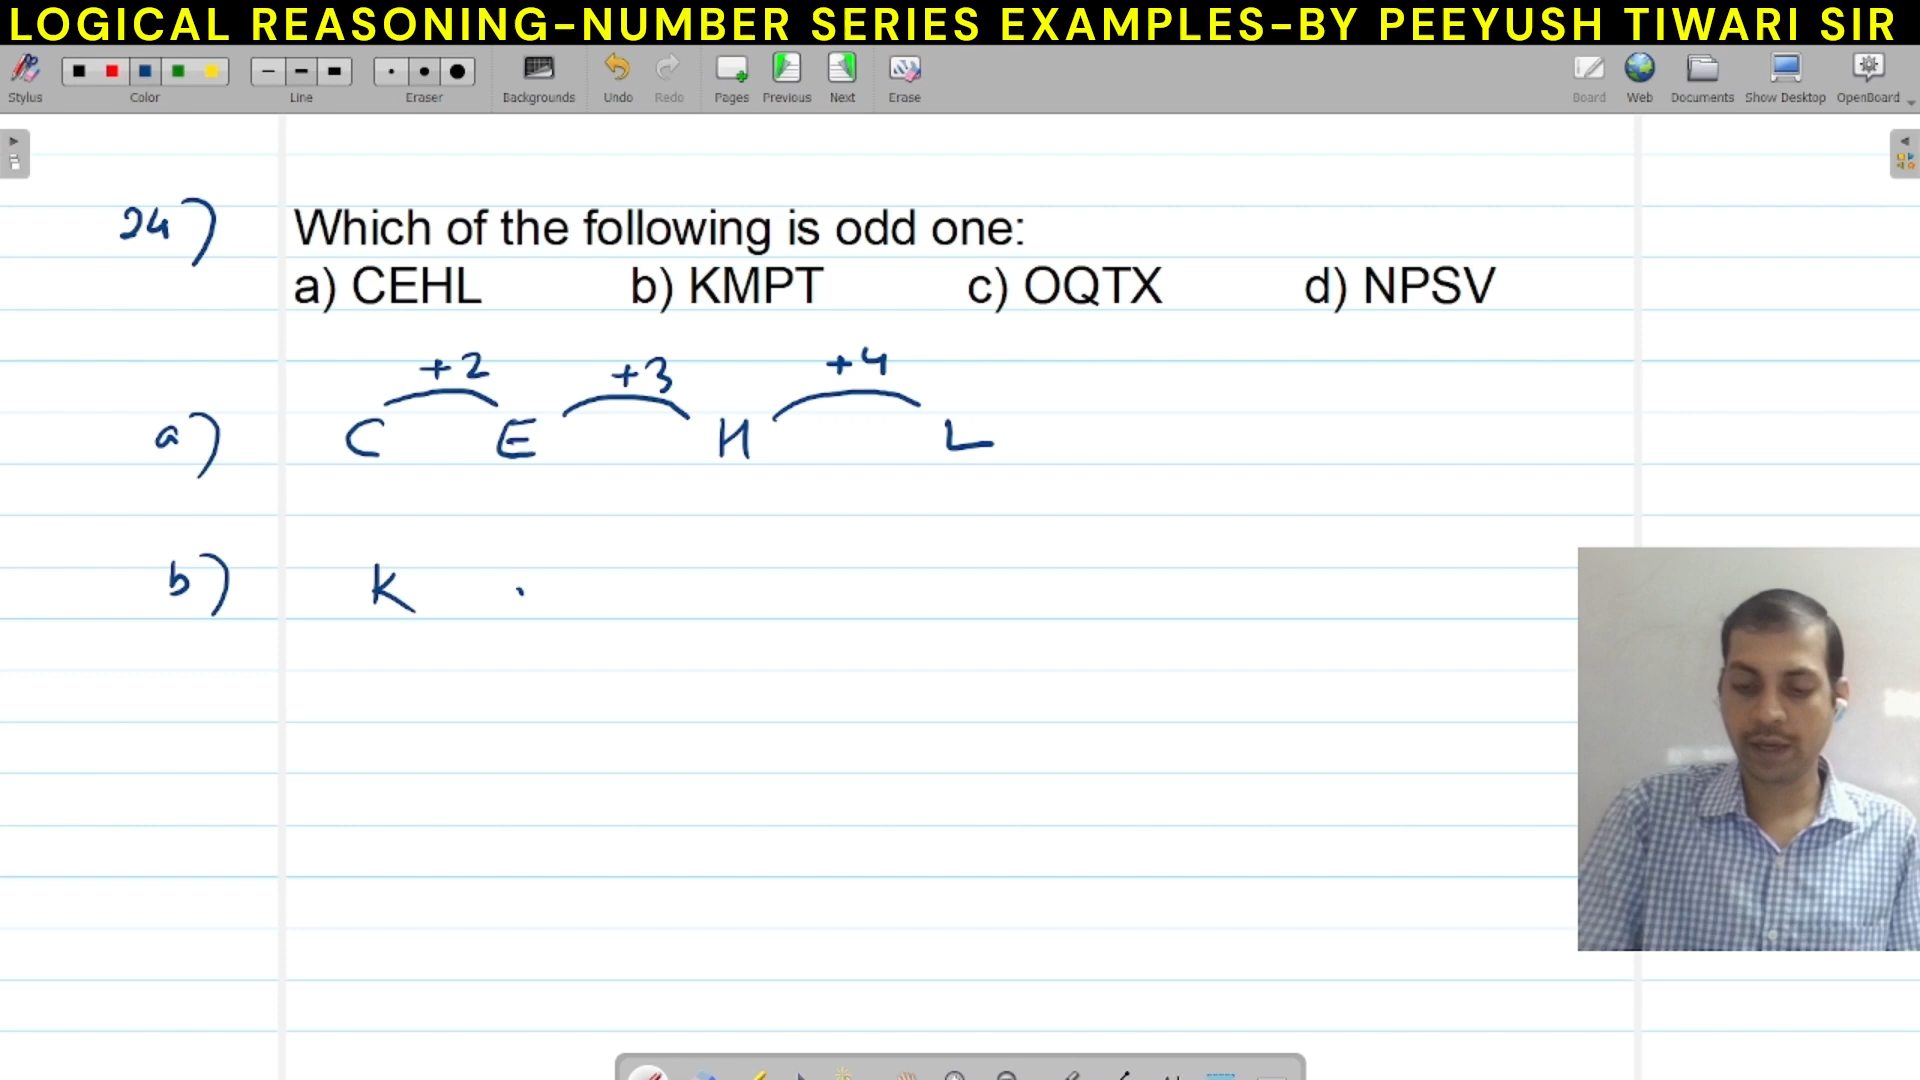 LOGICAL REASONING-NUMBER SERIES EXAMPLES-BY PEEYUSH TIWARI SIR
Stylus Color Line Eraser Backgrounds Undo Redo Pages Previous Next Erase Board Web Documents Show Desktop OpenBoard
24) Which of the following is odd one:
a) CEHL b) KMPT c) OQTX d) NPSV
+2 +3 +4
a) C E H L
b) K